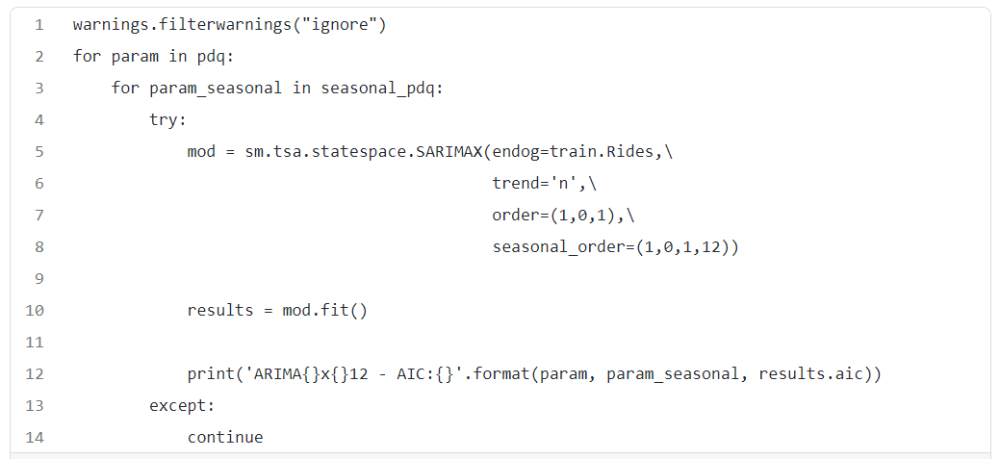 1 warnings.filterwarnings("ignore")
2 for param in pdq:
3     for param_seasonal in seasonal_pdq:
4         try:
5             mod = sm.tsa.statespace.SARIMAX(endog=train.Rides,\
6                                             trend='n',\
7                                             order=(1,0,1),\
8                                             seasonal_order=(1,0,1,12))
9
10             results = mod.fit()
11
12             print('ARIMA{}x{}12 - AIC:{}'.format(param, param_seasonal, results.aic))
13         except:
14             continue